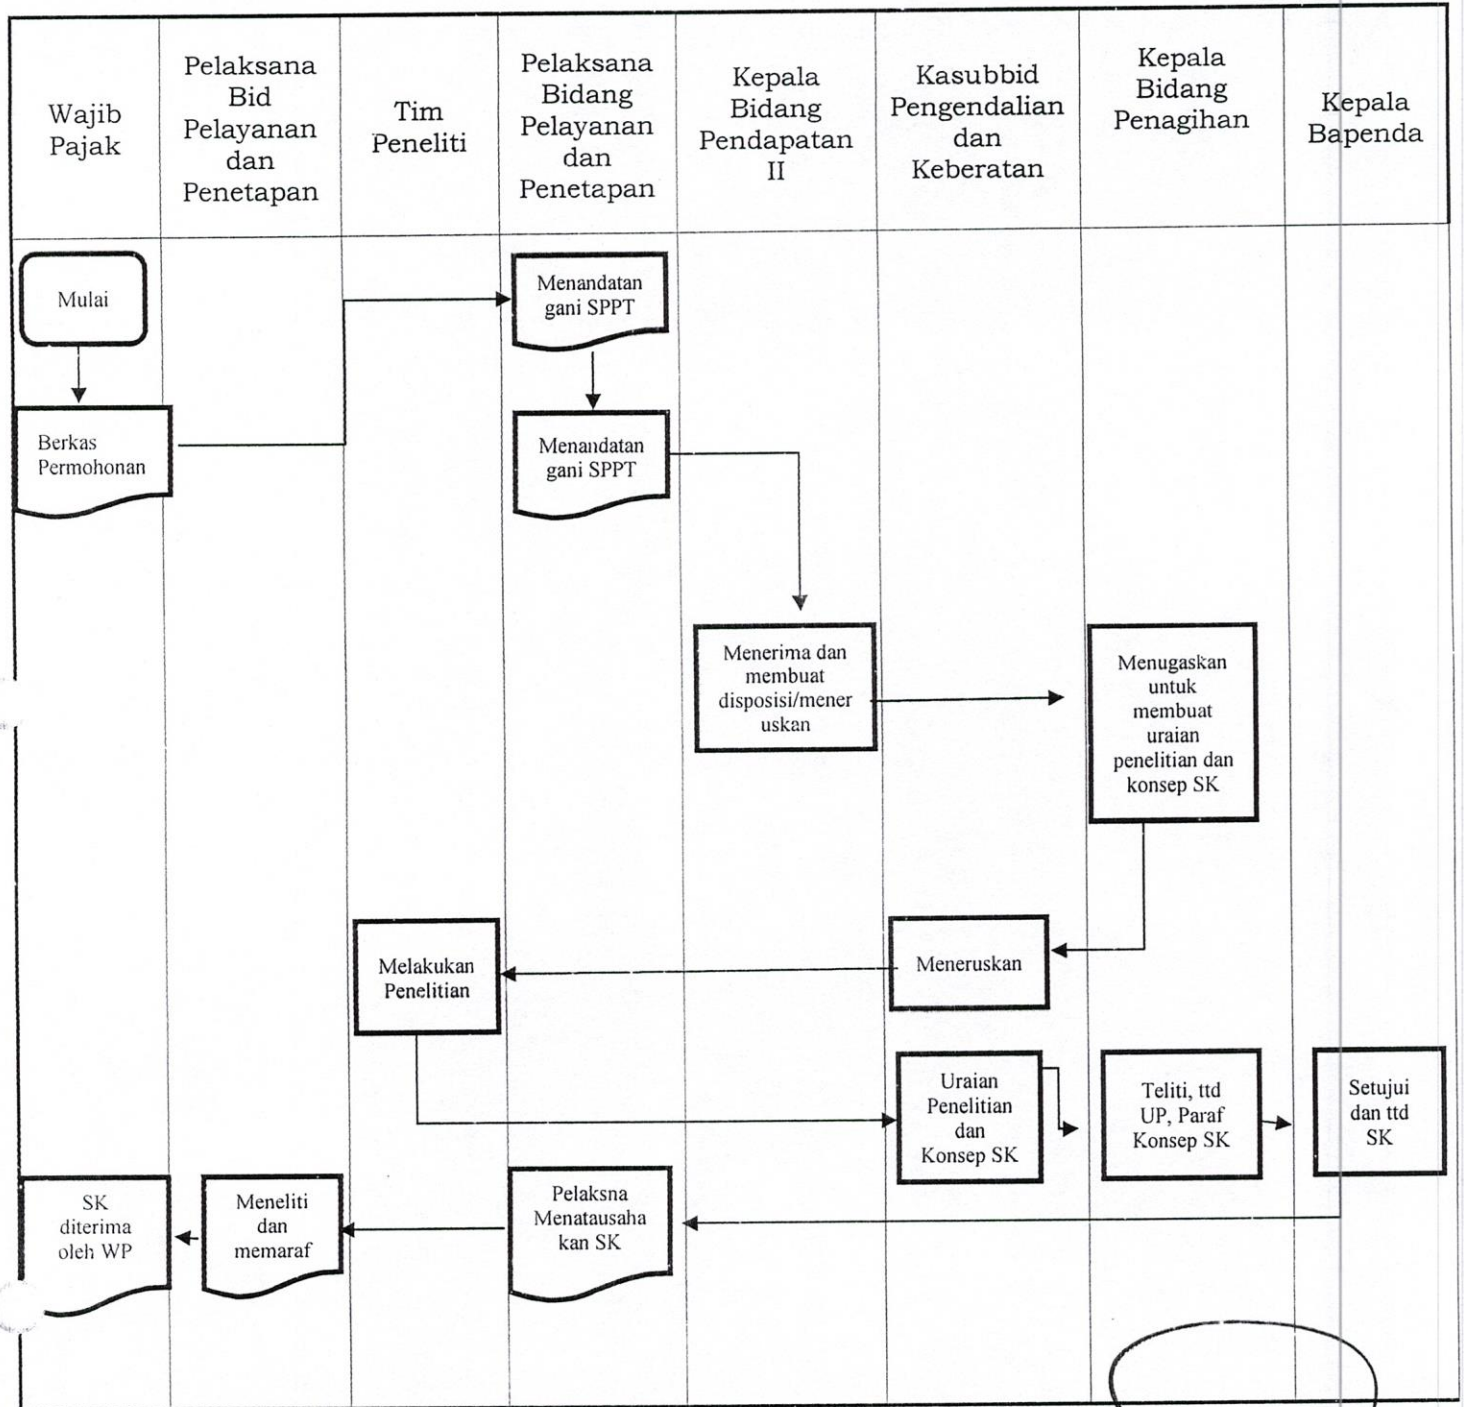 Wajib
Pajak
Pelaksana
Bid
Pelayanan
dan
Penetapan
Tim
Peneliti
Pelaksana
Bidang
Pelayanan
dan
Penetapan
Kepala
Bidang
Pendapatan
II
Kasubbid
Pengendalian
dan
Keberatan
Kepala
Bidang
Penagihan
Kepala
Bapenda
Mulai
Menandatan
gani SPPT
Berkas
Permohonan
Menandatan
gani SPPT
Menerima dan
membuat
disposisi/mener
uskan
Menugaskan
untuk
membuat
uraian
penelitian dan
konsep SK
Melakukan
Penelitian
Meneruskan
Uraian
Penelitian
dan
Konsep SK
Teliti, ttd
UP, Paraf
Konsep SK
Setujui
dan ttd
SK
SK
diterima
oleh WP
Meneliti
dan
memaraf
Pelaksna
Menatausaha
kan SK